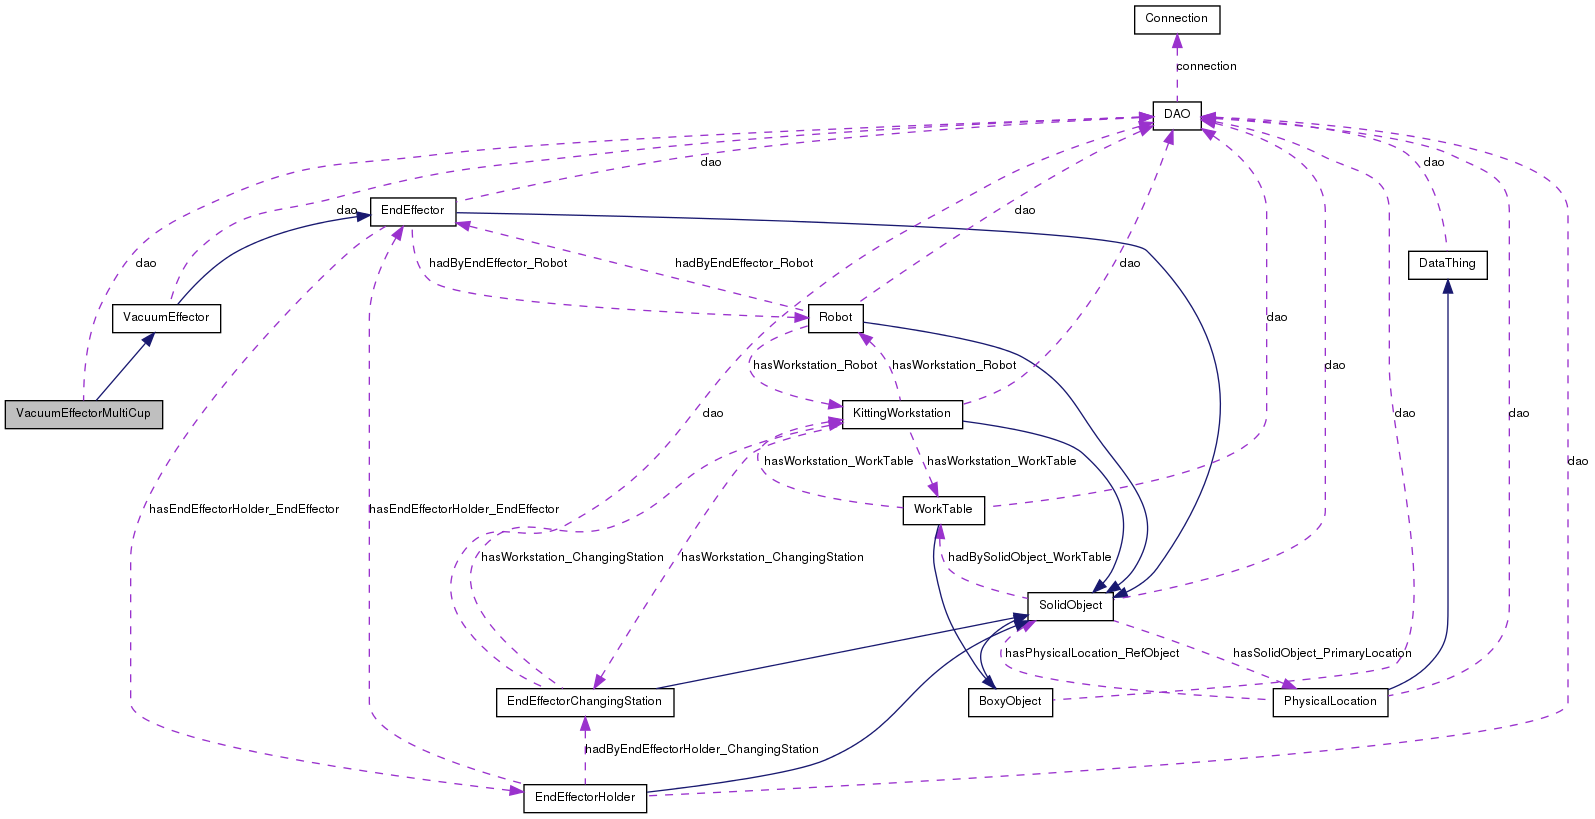 Connection
connection
DAO
dao
dao
EndEffector
dao
DataThing
dao
hadByEndEffector_Robot
hadByEndEffector_Robot
dao
dao
VacuumEffector
Robot
dao
hasWorkstation_Robot
hasWorkstation_Robot
dao
VacuumEffectorMultiCup
dao
KittingWorkstation
dao
dao
hasWorkstation_WorkTable
hasWorkstation_WorkTable
dao
hasEndEffectorHolder_EndEffector
hasEndEffectorHolder_EndEffector
WorkTable
hasWorkstation_ChangingStation
hasWorkstation_ChangingStation
hadBySolidObject_WorkTable
SolidObject
hasPhysicalLocation_RefObject
hasSolidObject_PrimaryLocation
EndEffectorChangingStation
BoxyObject
PhysicalLocation
hadByEndEffectorHolder_ChangingStation
EndEffectorHolder